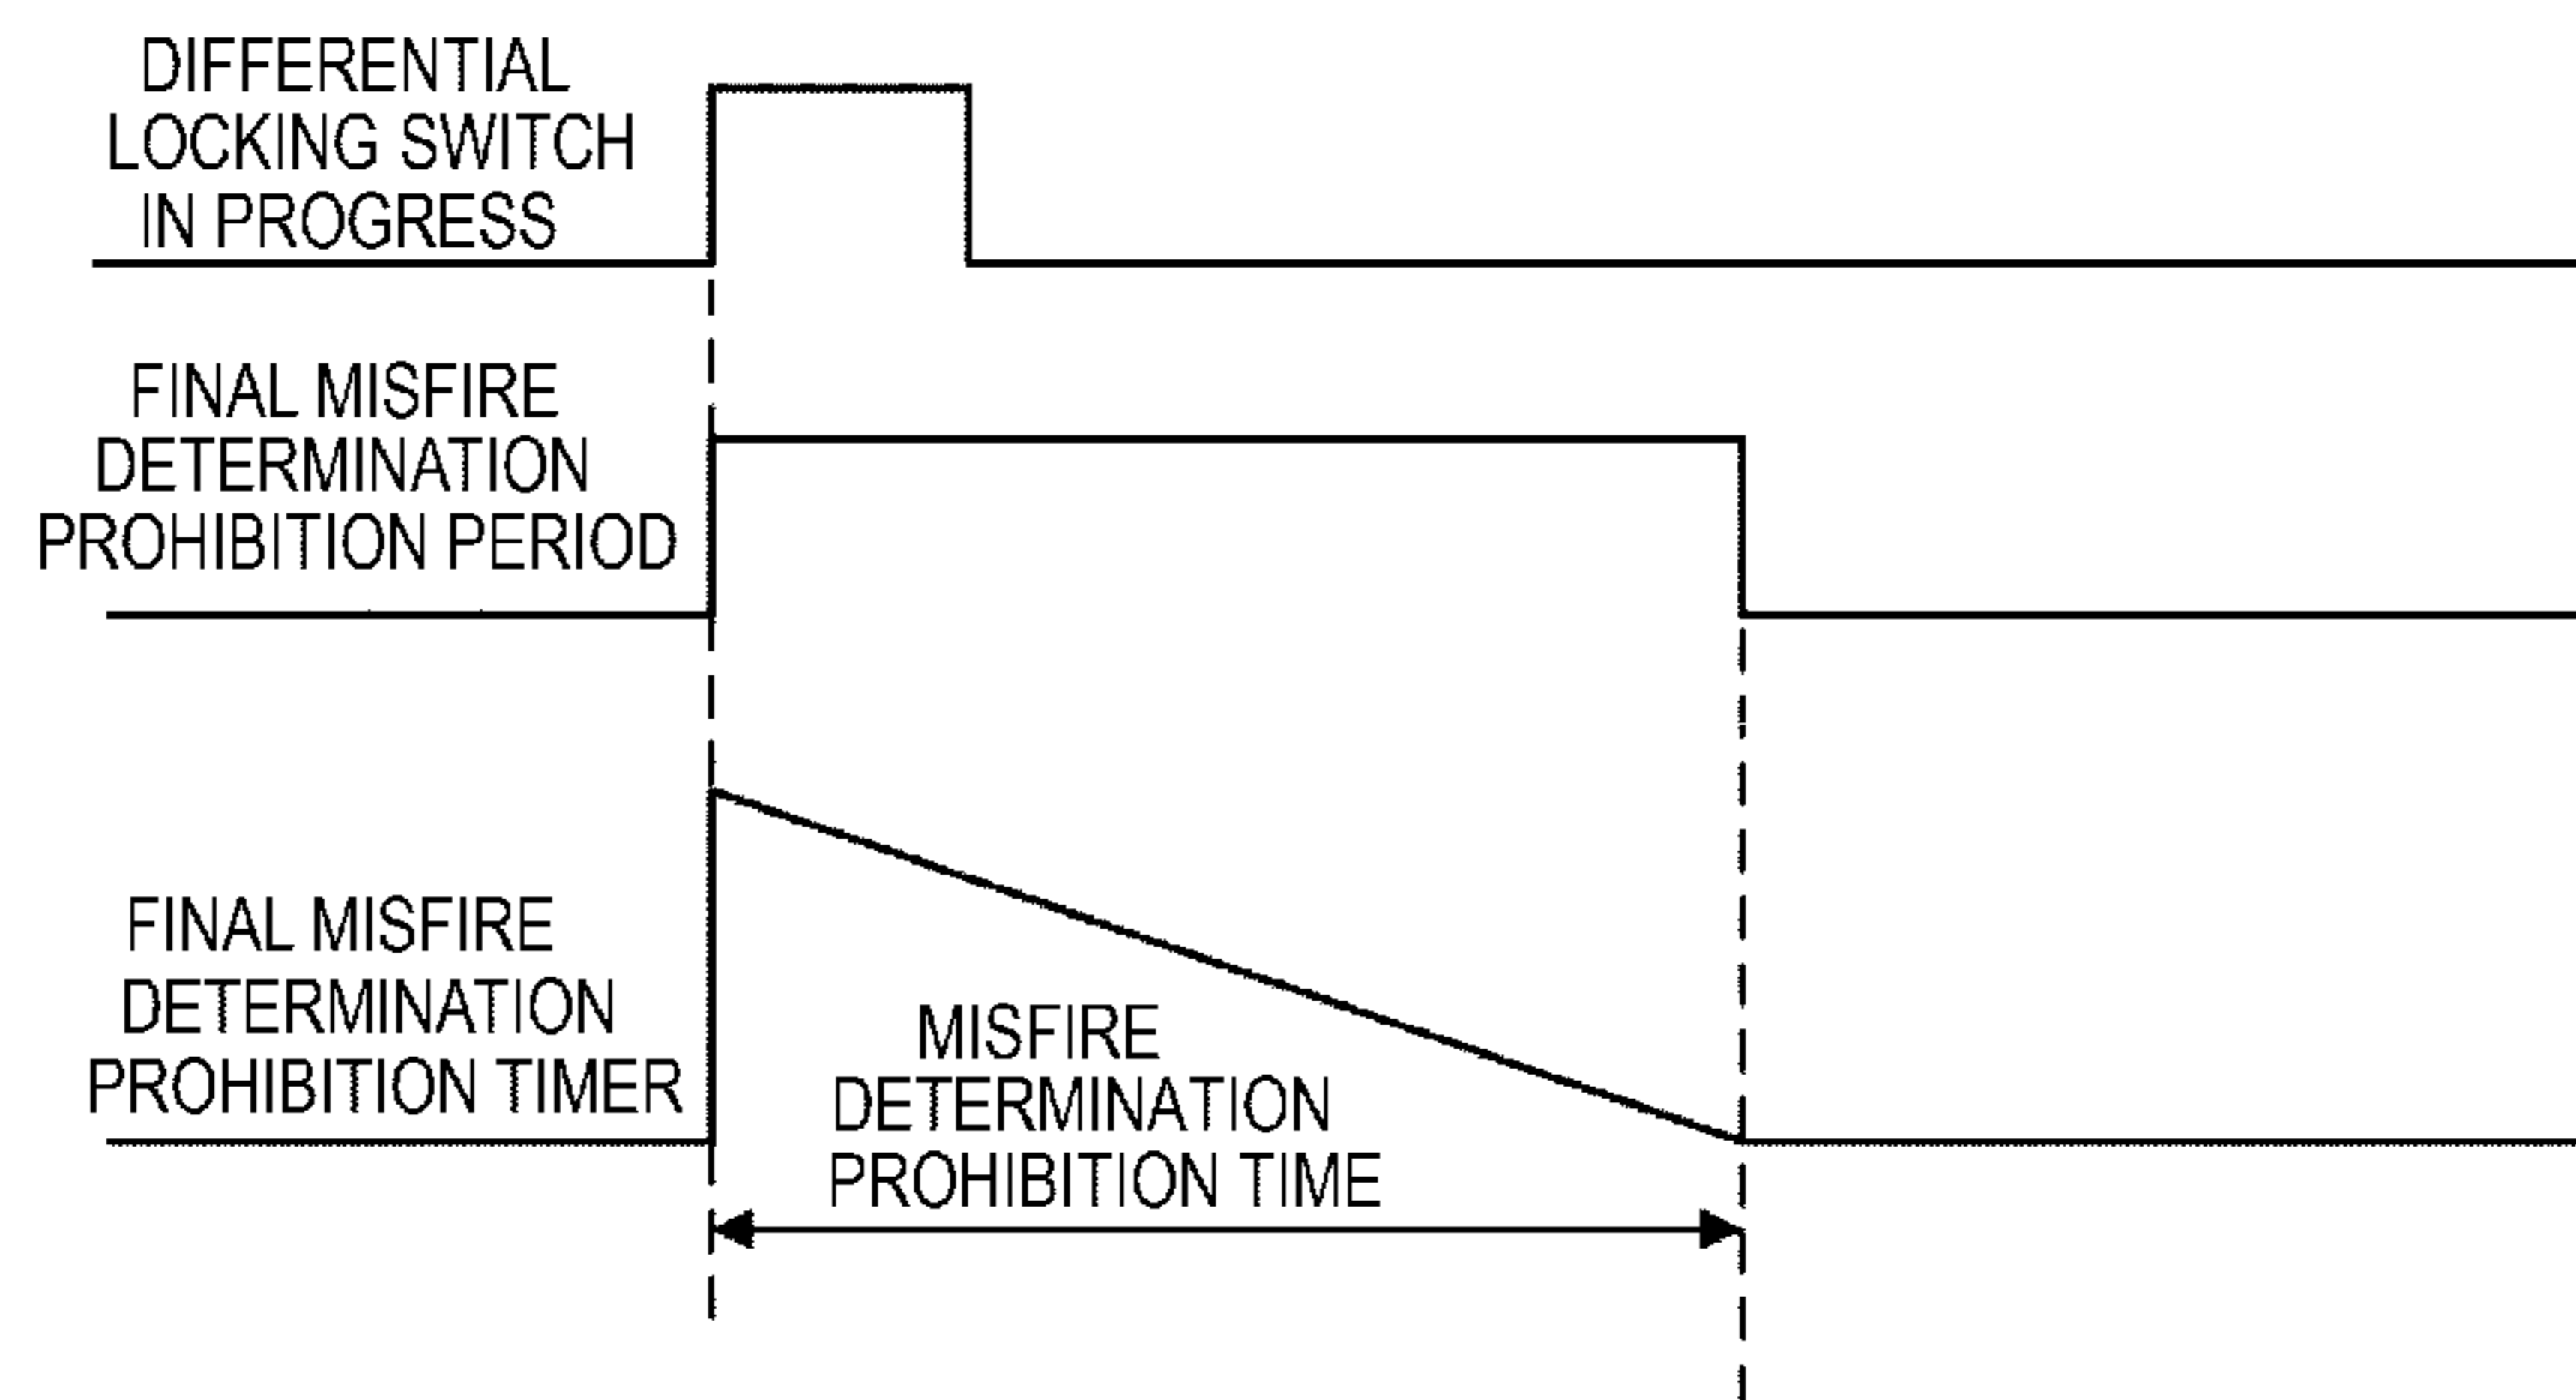 DIFFERENTIAL
LOCKING SWITCH
IN PROGRESS
FINAL MISFIRE
DETERMINATION
PROHIBITION PERIOD
FINAL MISFIRE
DETERMINATION
PROHIBITION TIMER
MISFIRE
DETERMINATION
PROHIBITION TIME